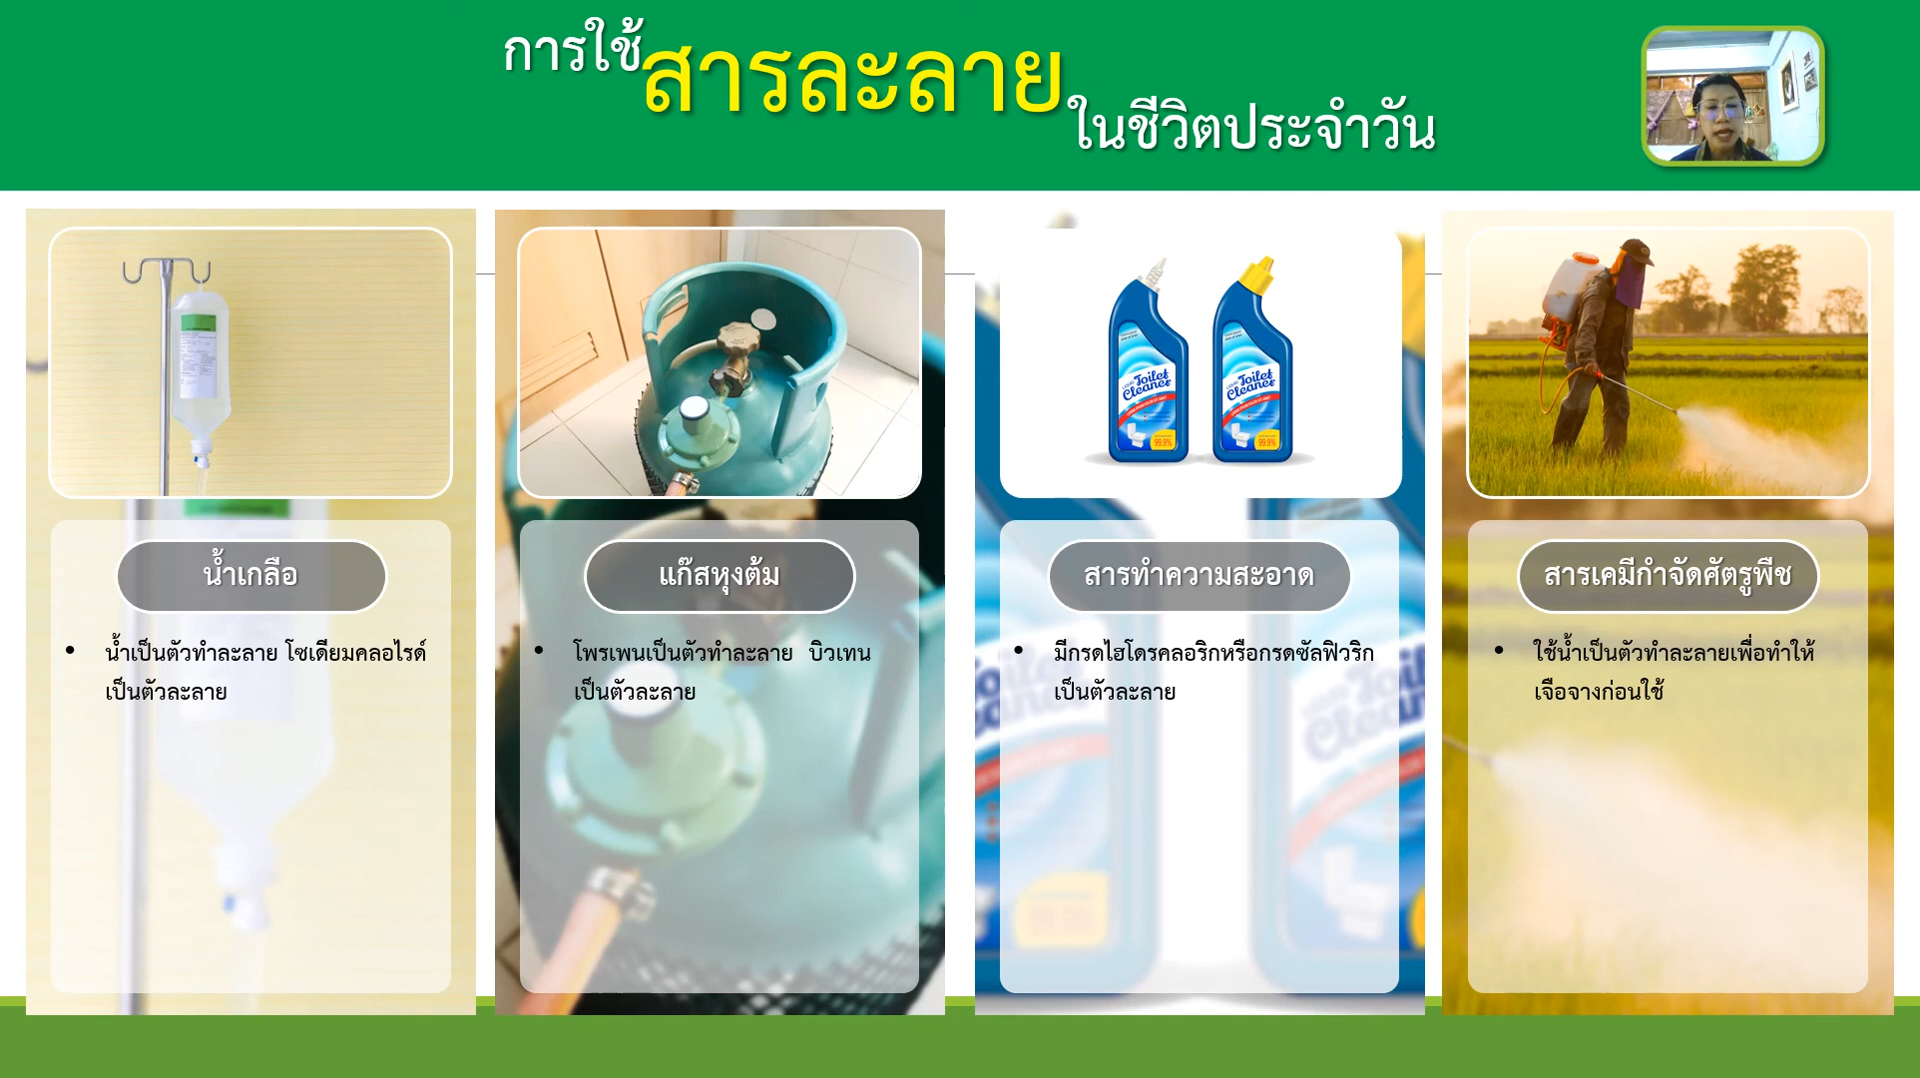 การใช้
สารละลาย
ในชีวิตประจำวัน
Toilet
Cleaner
99.9%
Toilet
Cleaner
99.9%
น้ำเกลือ
น้ำเป็นตัวทำละลาย โซเดียมคลอไรด์
เป็นตัวละลาย
แก๊สหุงต้ม
โพรเพนเป็นตัวทำละลาย บิวเทน
เป็นตัวละลาย
สารทำความสะอาด
มีกรดไฮโดรคลอริกหรือกรดซัลฟิวริก
เป็นตัวละลาย
สารเคมีกำจัดศัตรูพืช
ใช้น้ำเป็นตัวทำละลายเพื่อทำให้
เจือจางก่อนใช้